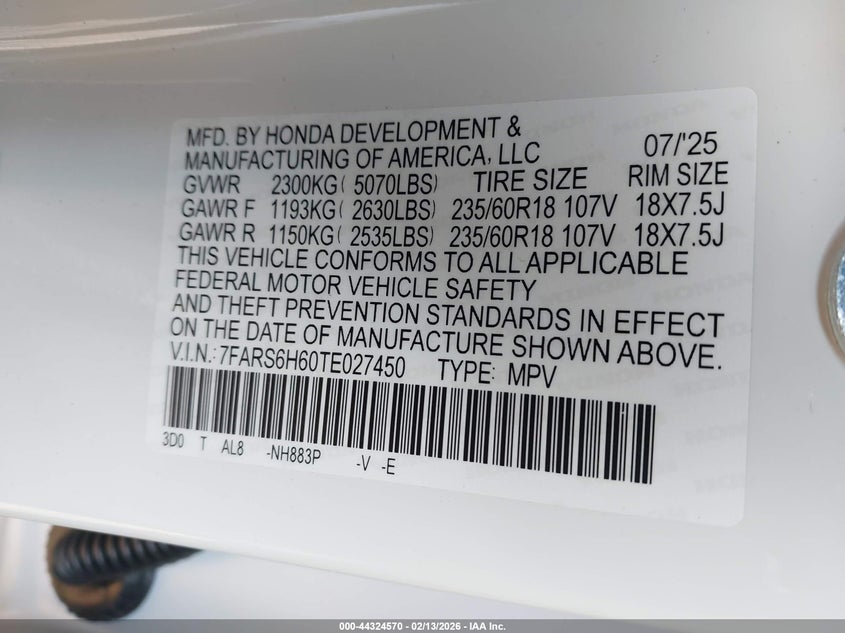 MFD. BY HONDA DEVELOPMENT &
MANUFACTURING OF AMERICA, LLC 07/'25
GVWR 2300KG( 5070LBS) TIRE SIZE RIM SIZE
GAWR F 1193KG( 2630LBS) 235/60R18 107V 18X7.5J
GAWR R 1150KG( 2535LBS) 235/60R18 107V 18X7.5J
THIS VEHICLE CONFORMS TO ALL APPLICABLE
FEDERAL MOTOR VEHICLE SAFETY
AND THEFT PREVENTION STANDARDS IN EFFECT
ON THE DATE OF MANUFACTURE SHOWN ABOVE.
V.I.N.: 7FARS6H60TE027450 TYPE: MPV
3D0 T AL8 -NH883P -V -E
000-44324570 - 02/13/2026 - IAA Inc.